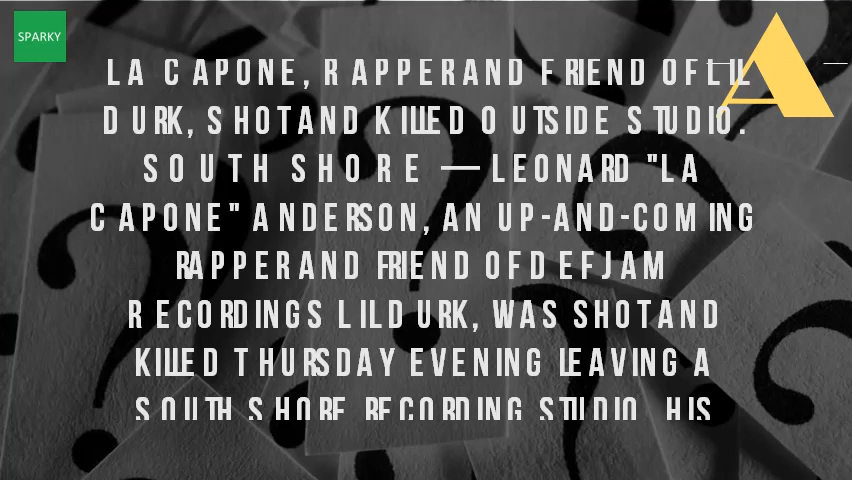 SPARKY
LA CAPONE, RAPPER AND FRIEND OF LIL
DURK, SHOT AND KILLED OUTSIDE STUDIO.
SOUTH SHORE — LEONARD "LA
CAPONE" ANDERSON, AN UP-AND-COMING
RAPPER AND FRIEND OF DEF JAM
RECORDINGS LIL DURK, WAS SHOT AND
KILLED THURSDAY EVENING LEAVING A
SOUTH SHORE RECORDING STUDIO, HIS